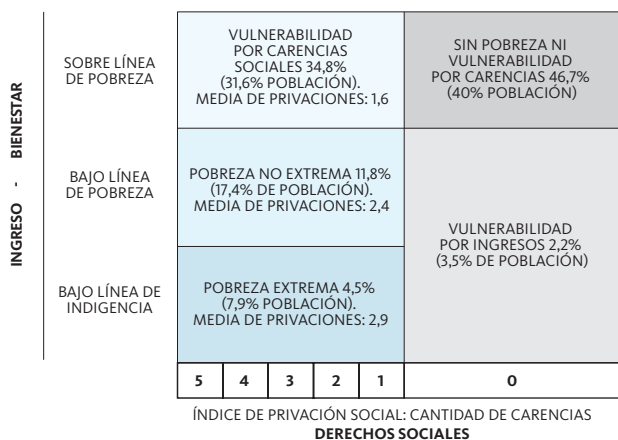 INGRESO - BIENESTAR
SOBRE LÍNEA
DE POBREZA
VULNERABILIDAD
POR CARENCIAS
SOCIALES 34,8%
(31,6% POBLACIÓN).
MEDIA DE PRIVACIONES: 1,6
SIN POBREZA NI
VULNERABILIDAD
POR CARENCIAS 46,7%
(40% POBLACIÓN)
BAJO LÍNEA
DE POBREZA
POBREZA NO EXTREMA 11,8%
(17,4% DE POBLACIÓN).
MEDIA DE PRIVACIONES: 2,4
VULNERABILIDAD
POR INGRESOS 2,2%
(3,5% DE POBLACIÓN)
BAJO LÍNEA DE
INDIGENCIA
POBREZA EXTREMA 4,5%
(7,9% POBLACIÓN).
MEDIA DE PRIVACIONES: 2,9
5 4 3 2 1 0
ÍNDICE DE PRIVACIÓN SOCIAL: CANTIDAD DE CARENCIAS
DERECHOS SOCIALES